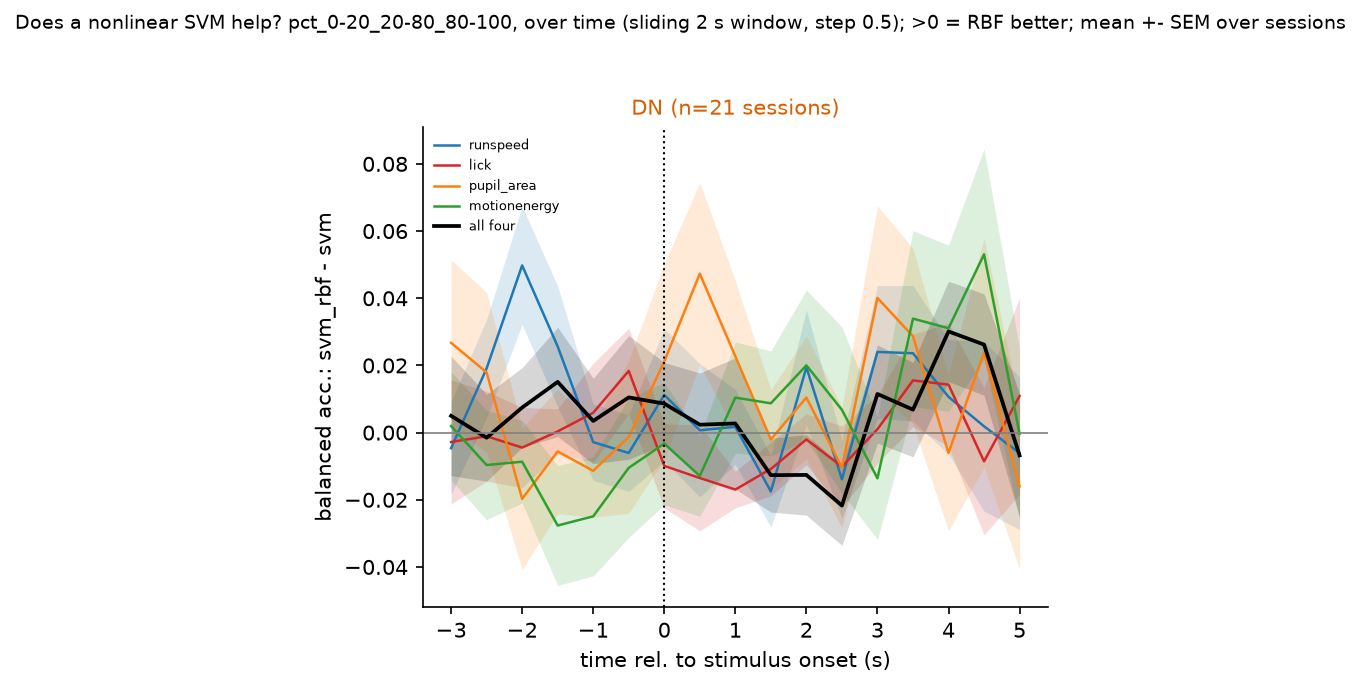 Does a nonlinear SVM help? pct_0-20_20-80_80-100, over time (sliding 2 s window, step 0.5); >0 = RBF better; mean +- SEM over sessions
DN (n=21 sessions)
runspeed
lick
pupil_area
motionenergy
all four
balanced acc.: svm_rbf - svm
0.08
0.06
0.04
0.02
0.00
−0.02
−0.04
−3
−2
−1
0
1
2
3
4
5
time rel. to stimulus onset (s)